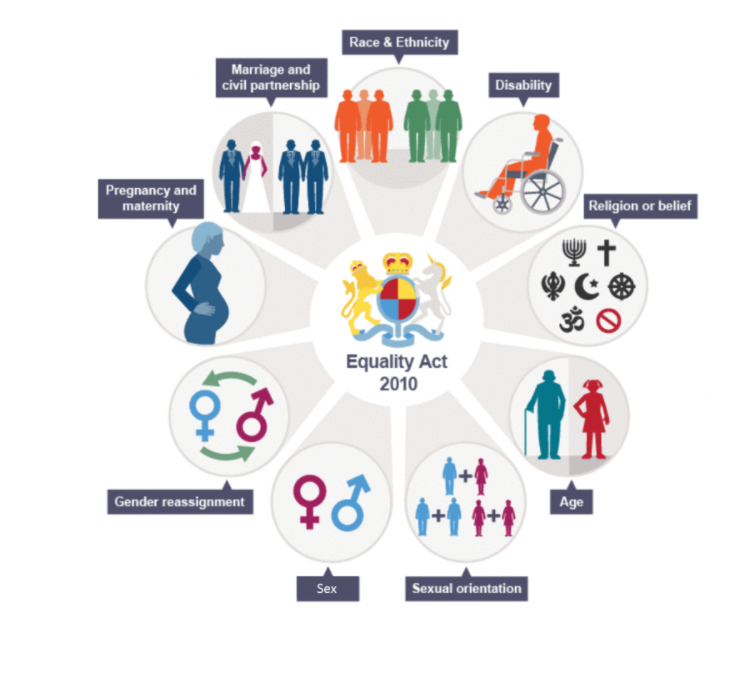 Race & Ethnicity
Marriage and
civil partnership
Disability
Pregnancy and
maternity
Religion or belief
Equality Act
2010
Gender reassignment
Age
Sex
Sexual orientation